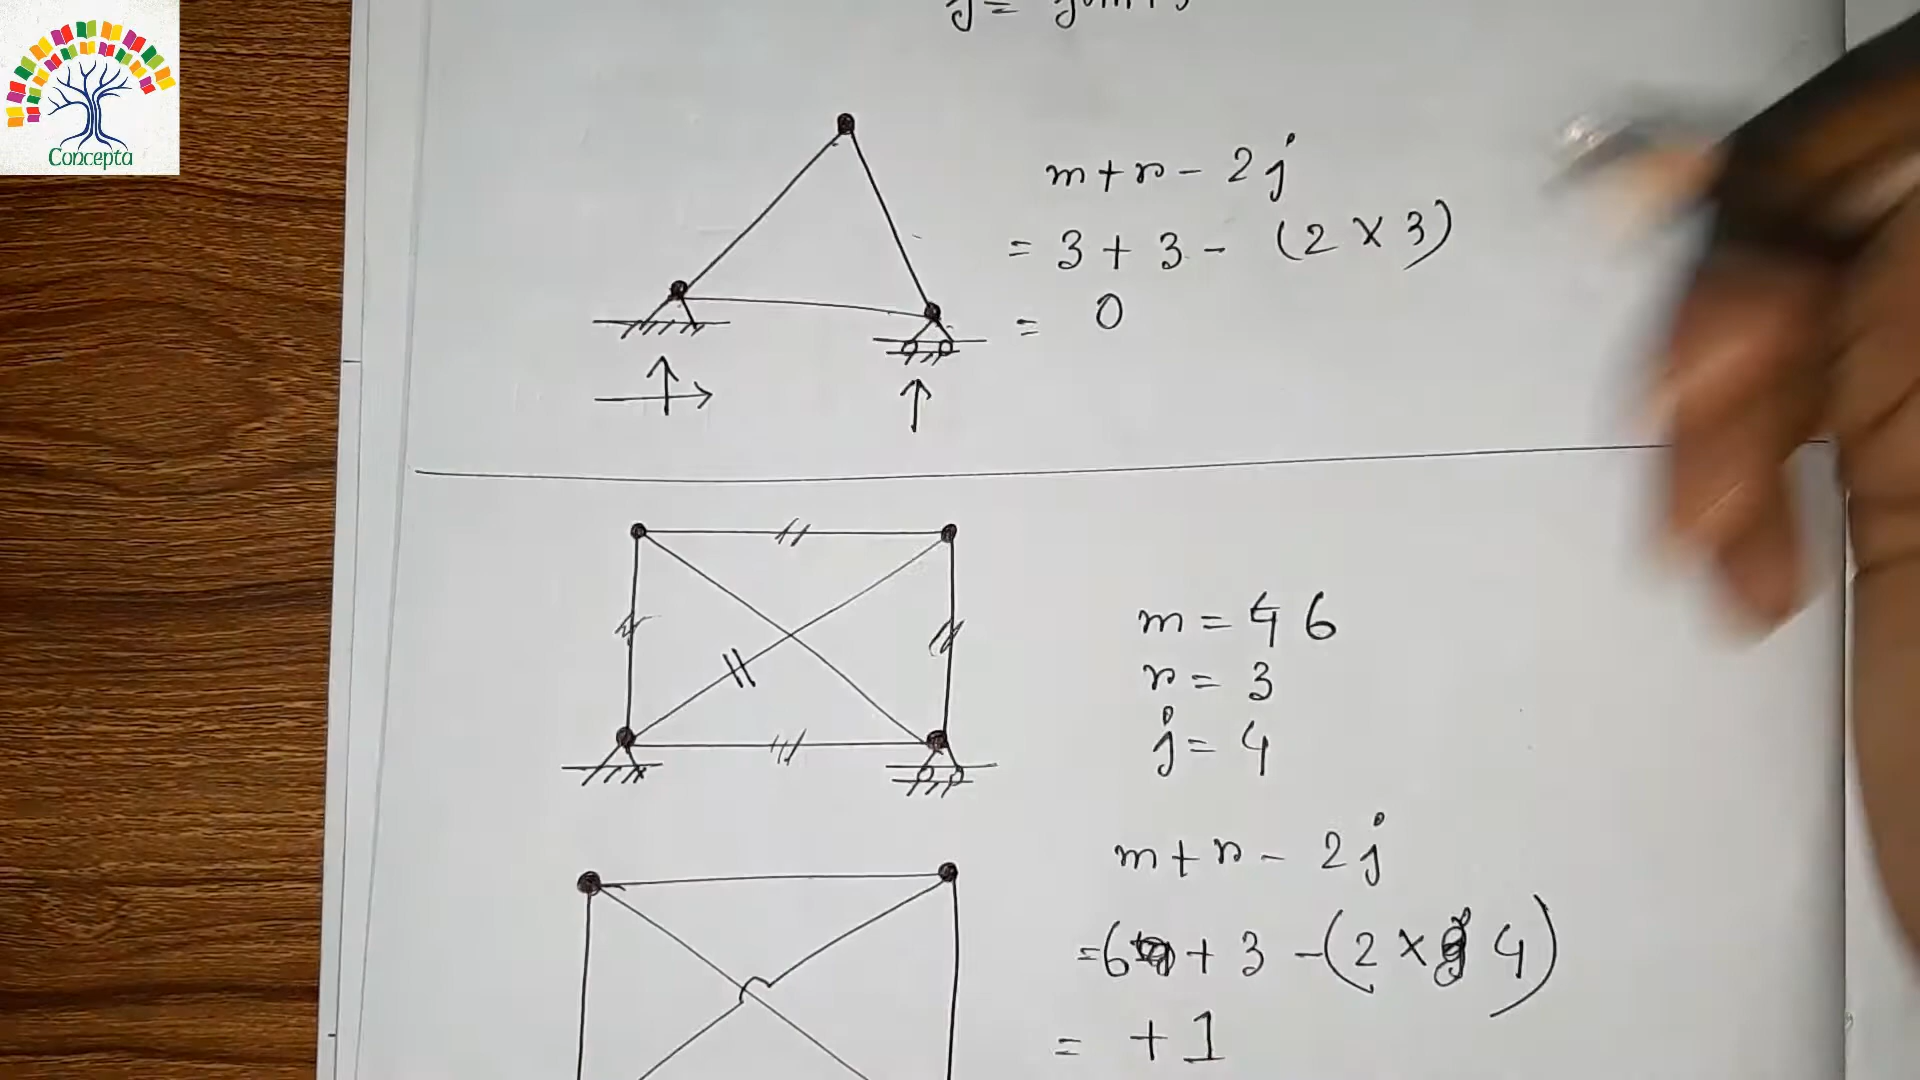 Concepta
m + r - 2j
= 3 + 3 - (2 x 3)
= 0
m = 4 6
r = 3
j = 4
m + r - 2j
= 6 + 3 - (2 x 4)
= + 1